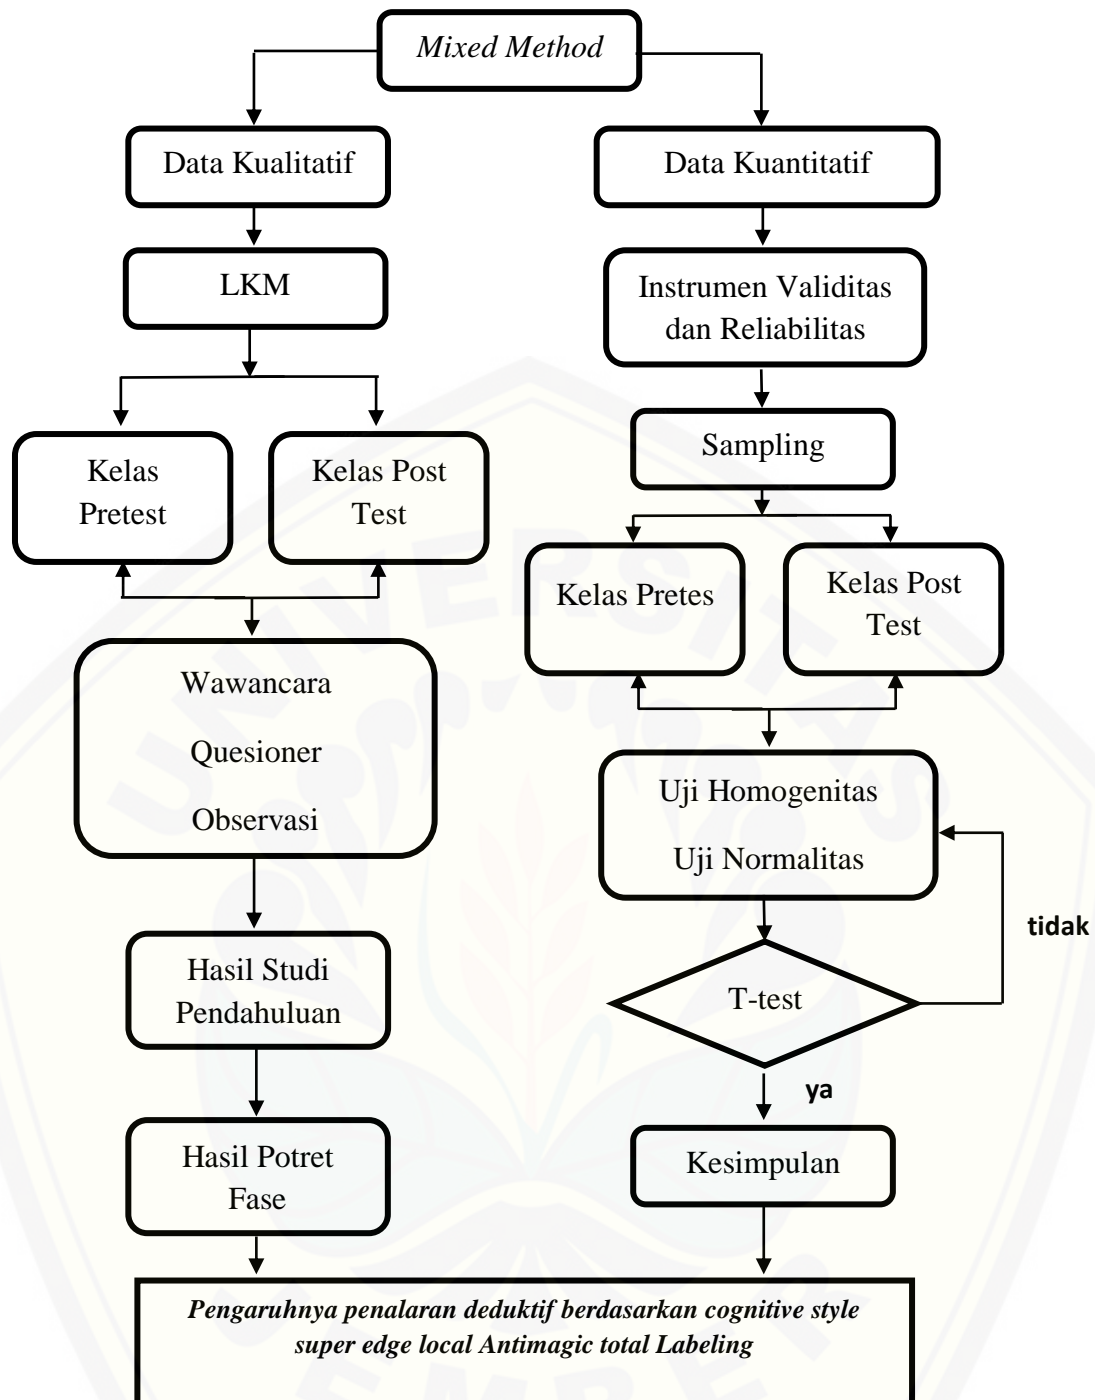 Mixed Method
Data Kualitatif
Data Kuantitatif
LKM
Instrumen Validitas
dan Reliabilitas
Kelas
Pretest
Kelas Post
Test
Sampling
Kelas Pretes
Kelas Post
Test
Wawancara
Quesioner
Observasi
Uji Homogenitas
Uji Normalitas
tidak
Hasil Studi
Pendahuluan
T-test
ya
Hasil Potret
Fase
Kesimpulan
Pengaruhnya penalaran deduktif berdasarkan cognitive style
super edge local Antimagic total Labeling
UNIVERSITAS
JEMBER